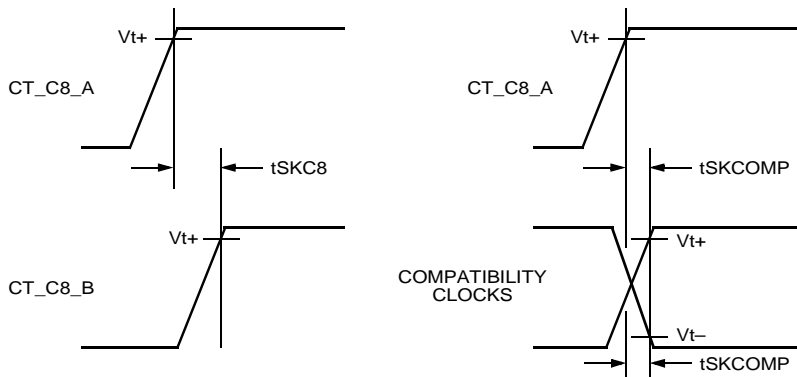 Vt+
CT_C8_A
tSKC8
Vt+
CT_C8_B
Vt+
CT_C8_A
tSKCOMP
Vt+
COMPATIBILITY
CLOCKS
Vt–
tSKCOMP